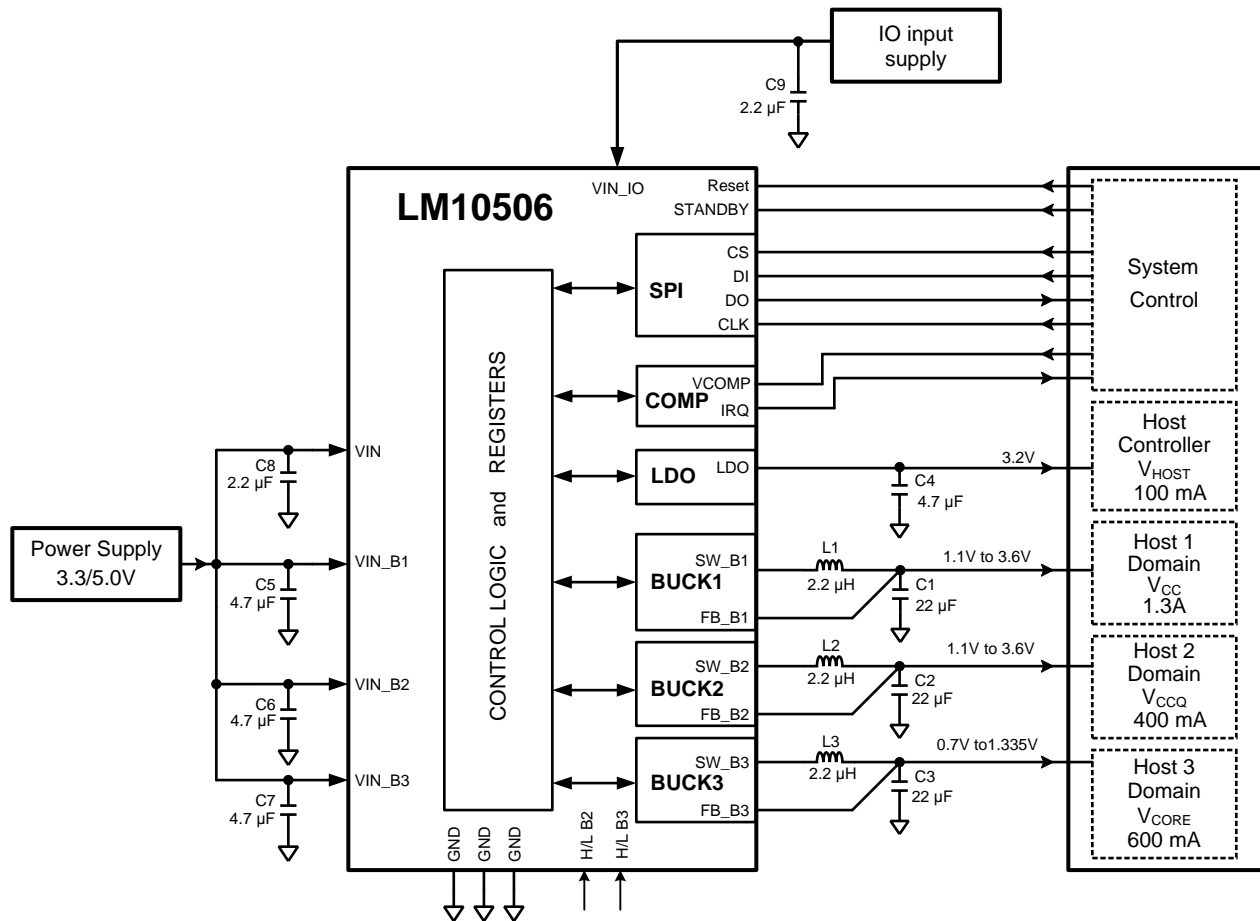 IO input
supply
C9
2.2 µF
VIN_IO
LM10506
Reset
STANDBY
CS
DI
DO
CLK
SPI
VCOMP
IRQ
COMP
LDO
LDO
SW_B1
BUCK1
FB_B1
SW_B2
BUCK2
FB_B2
SW_B3
BUCK3
FB_B3
CONTROL LOGIC and REGISTERS
VIN
VIN_B1
VIN_B2
VIN_B3
C8
2.2 µF
Power Supply
3.3/5.0V
C5
4.7 µF
C6
4.7 µF
C7
4.7 µF
GND
GND
GND
H/L B2
H/L B3
3.2V
C4
4.7 µF
L1
2.2 µH
1.1V to 3.6V
C1
22 µF
L2
2.2 µH
1.1V to 3.6V
C2
22 µF
L3
2.2 µH
0.7V to1.335V
C3
22 µF
System
Control
Host
Controller
VHOST
100 mA
Host 1
Domain
VCC
1.3A
Host 2
Domain
VCCQ
400 mA
Host 3
Domain
VCORE
600 mA